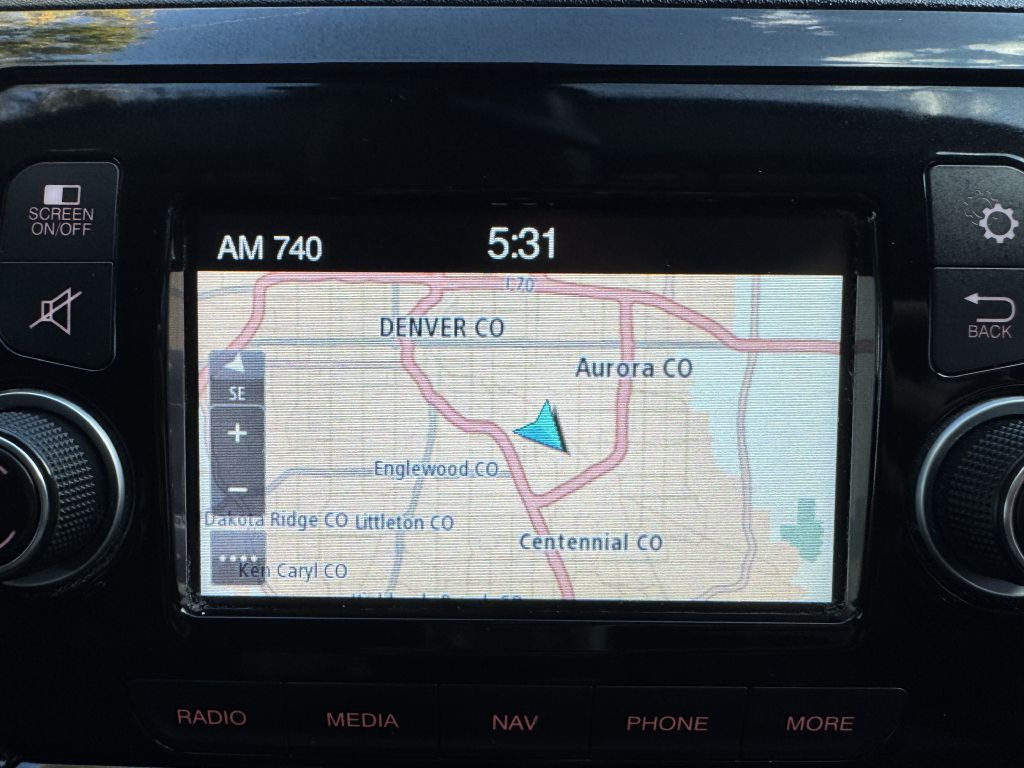 SCREEN
ON/OFF
AM 740
5:31
BACK
I 70
DENVER CO
Aurora CO
SE
+
−
Englewood CO
Dakota Ridge CO
Littleton CO
Centennial CO
Ken Caryl CO
RADIO
MEDIA
NAV
PHONE
MORE